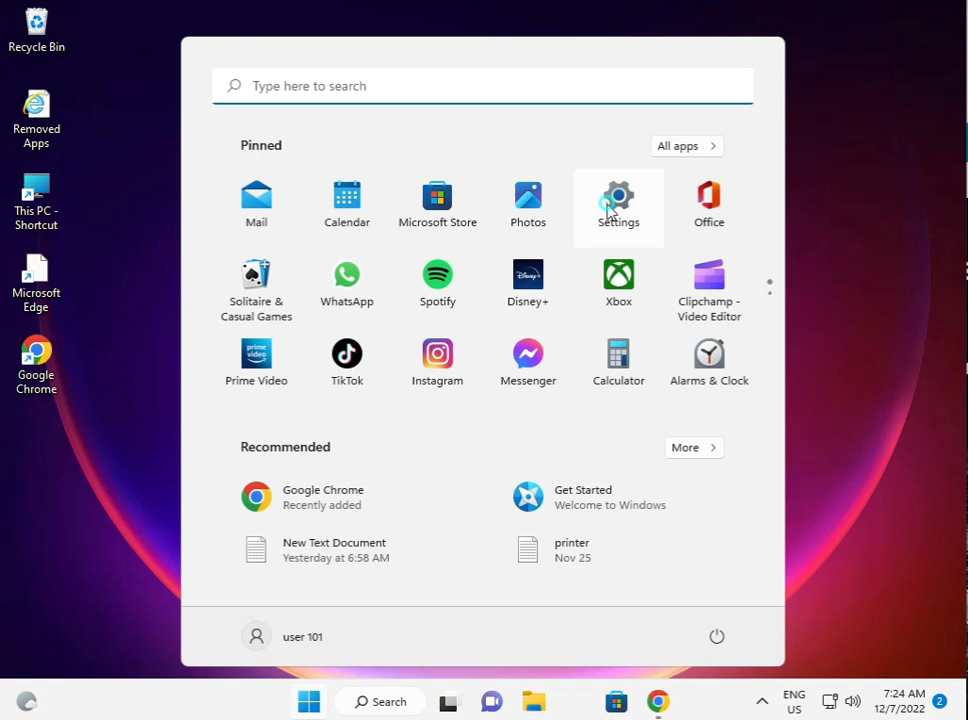 Recycle Bin
Removed
Apps
This PC -
Shortcut
Microsoft
Edge
Google
Chrome
Type here to search
Pinned
All apps
Mail
Calendar
Microsoft Store
Photos
Settings
Office
Solitaire &
Casual Games
WhatsApp
Spotify
Disney+
Xbox
Clipchamp -
Video Editor
prime video
Prime Video
TikTok
Instagram
Messenger
Calculator
Alarms & Clock
Recommended
More
Google Chrome
Recently added
Get Started
Welcome to Windows
New Text Document
Yesterday at 6:58 AM
printer
Nov 25
user 101
Search
ENG
US
7:24 AM
12/7/2022
2